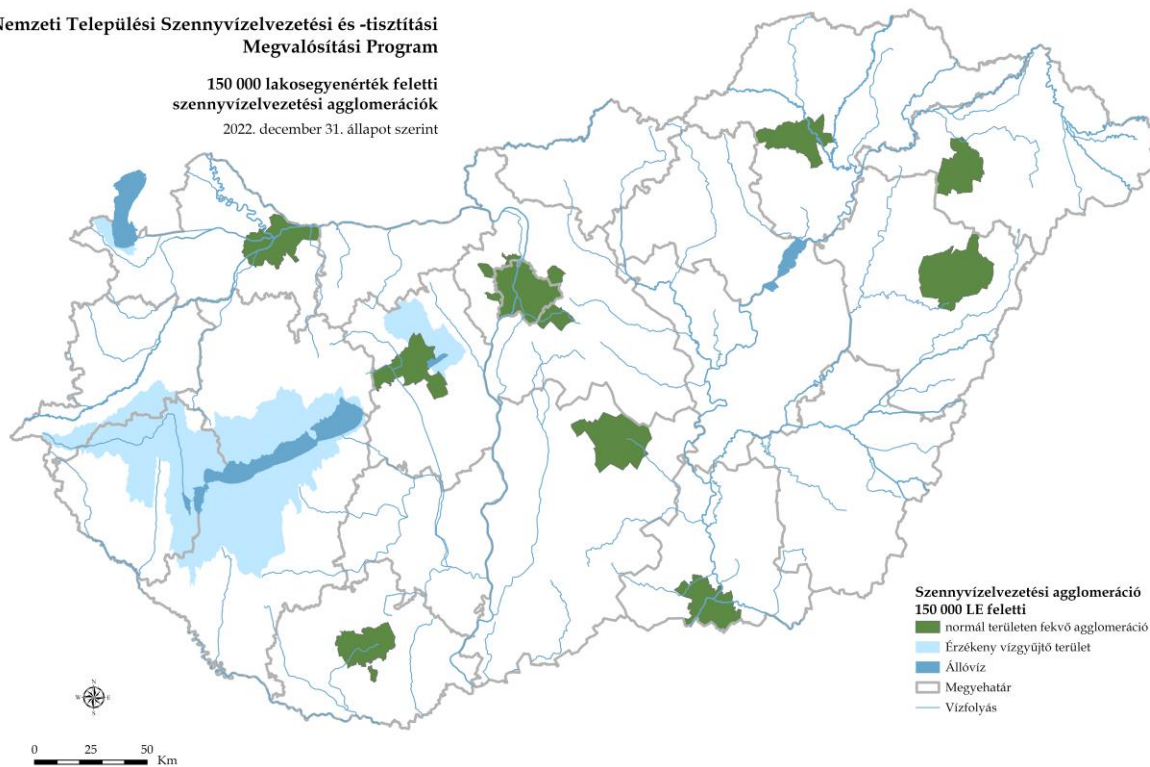 Nemzeti Települési Szennyvízelvezetési és -tisztítási
Megvalósítási Program
150 000 lakosegyenérték feletti
szennyvízelvezetési agglomerációk
2022. december 31. állapot szerint
Szennyvízelvezetési agglomeráció
150 000 LE feletti
normál területen fekvő agglomeráció
Érzékeny vízgyűjtő terület
Állóvíz
Megyehatár
Vízfolyás
N
W E
S
0 25 50
Km